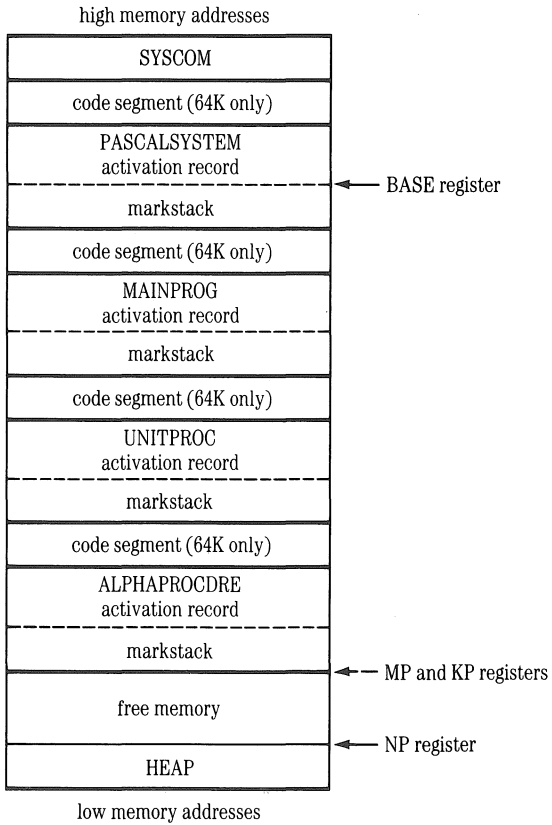 high memory addresses
SYSCOM
code segment (64K only)
PASCALSYSTEM
activation record
BASE register
markstack
code segment (64K only)
MAINPROG
activation record
markstack
code segment (64K only)
UNITPROC
activation record
markstack
code segment (64K only)
ALPHAPROCDRE
activation record
markstack
MP and KP registers
free memory
NP register
HEAP
low memory addresses